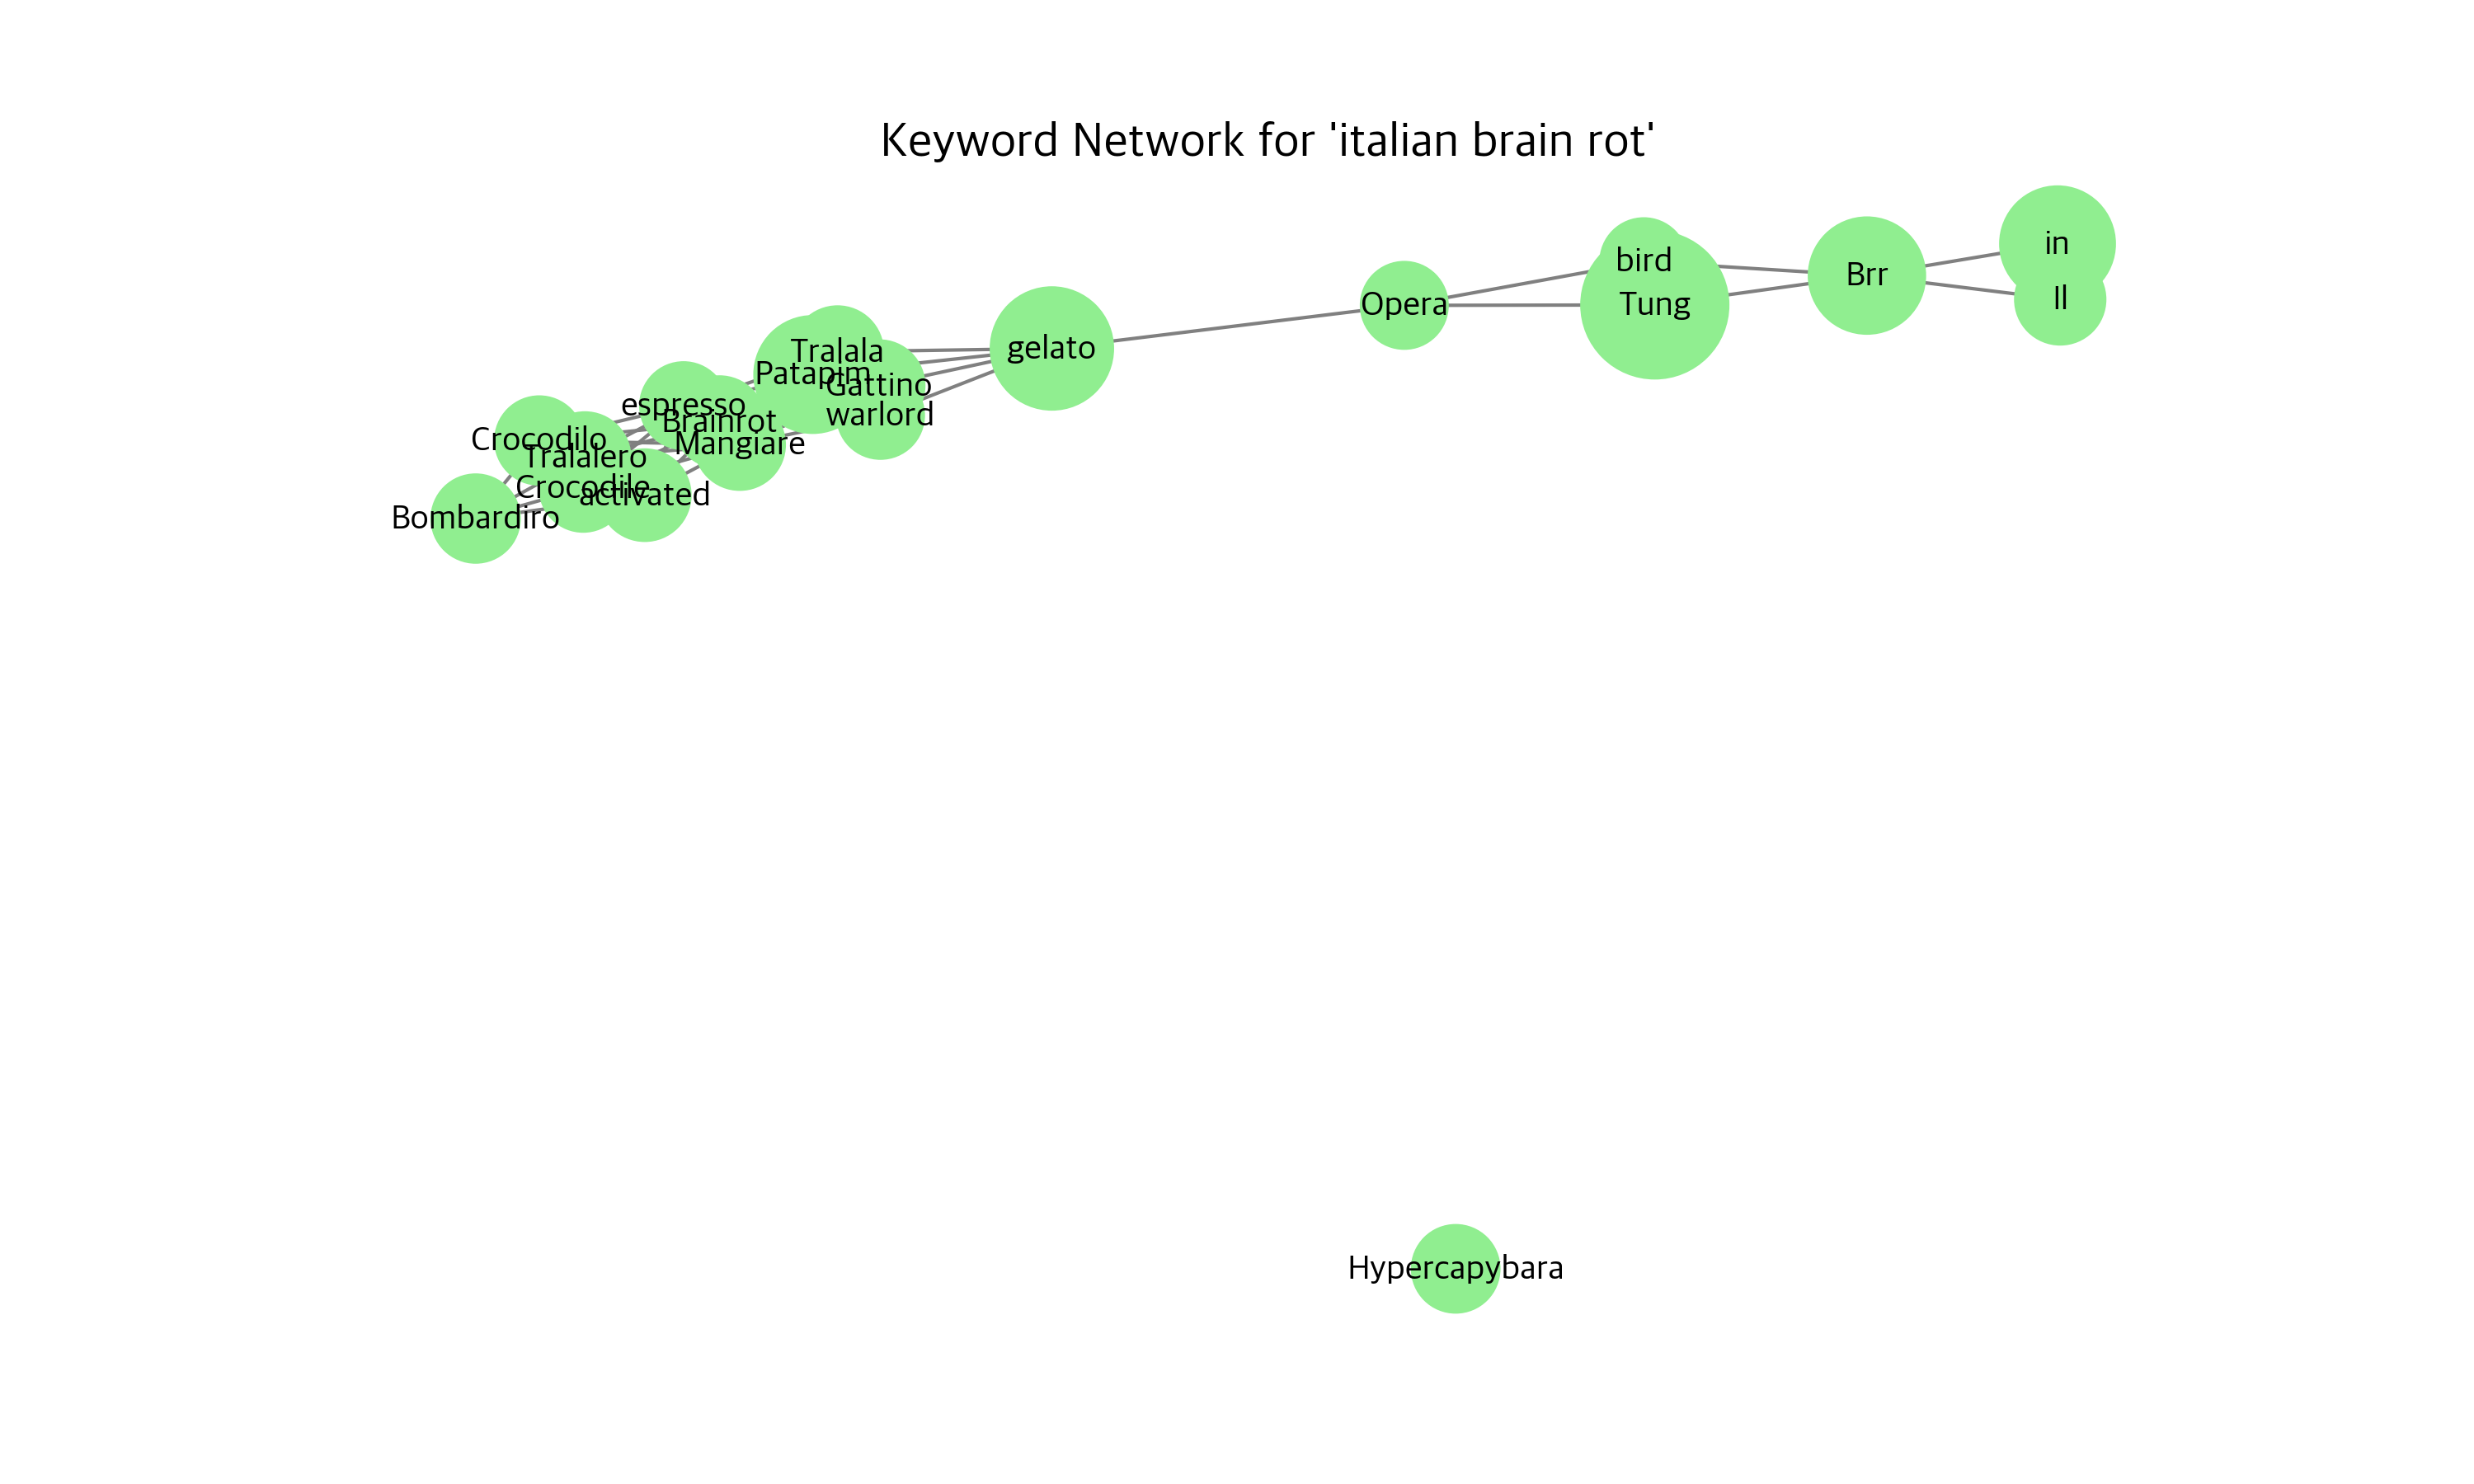 Keyword Network for 'italian brain rot'
in
bird
Brr
Il
Opera
Tung
gelato
Tralala
Patapim
Gattino
espresso
warlord
Brainrot
Crocodilo
Mangiare
Tralalero
Crocodile
activated
Bombardiro
Hypercapybara